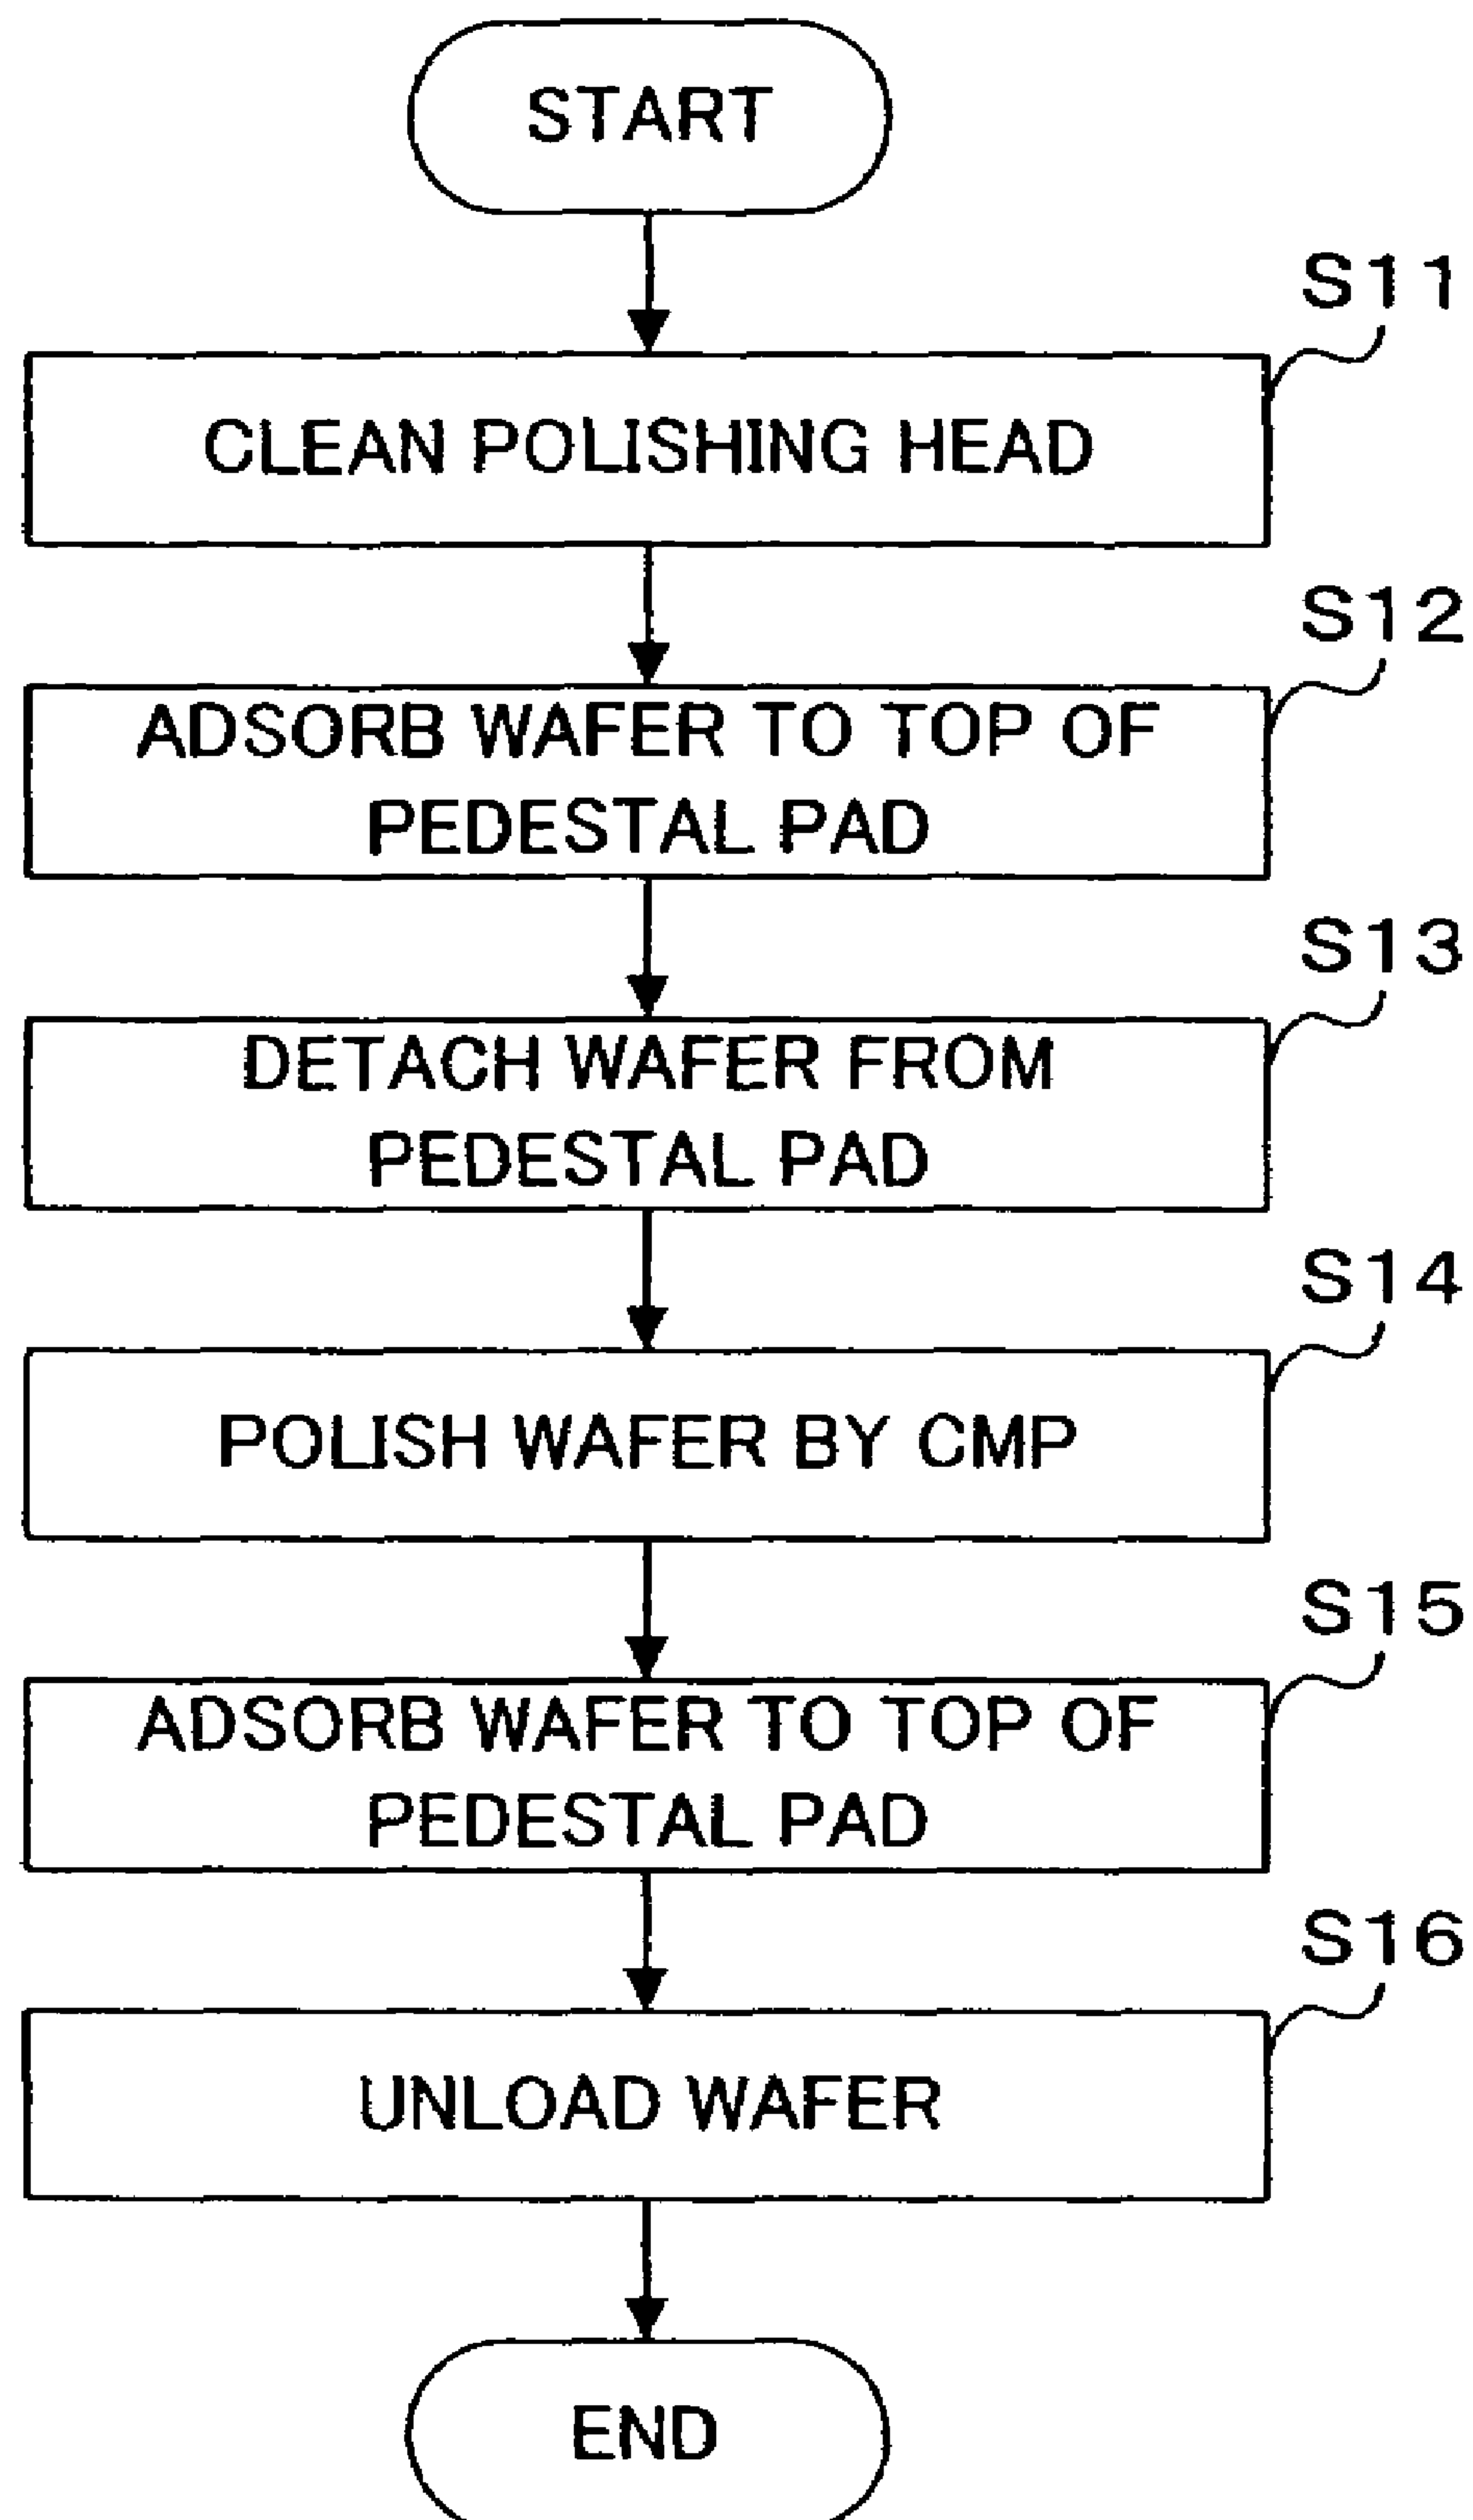 START
S11
CLEAN POLISHING HEAD
S12
ADSORB WAFER TO TOP OF
PEDESTAL PAD
S13
DETACH WAFER FROM
PEDESTAL PAD
S14
POLISH WAFER BY CMP
S15
ADSORB WAFER TO TOP OF
PEDESTAL PAD
S16
UNLOAD WAFER
END